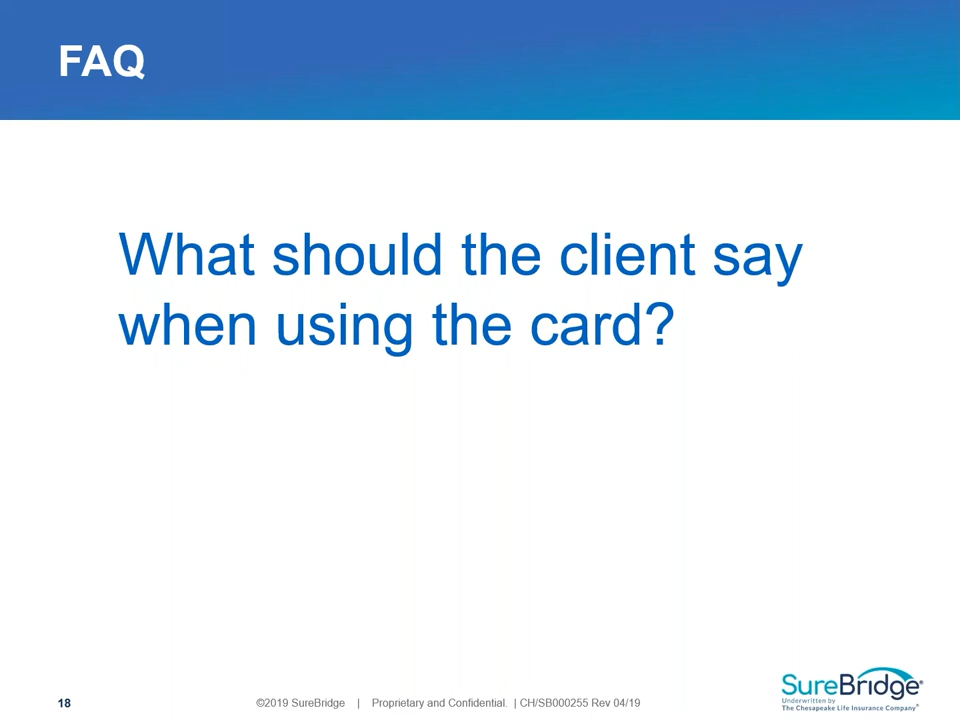 FAQ
What should the client say
when using the card?
18
©2019 SureBridge | Proprietary and Confidential. | CH/SB000255 Rev 04/19
SureBridge®
Underwritten by
The Chesapeake Life Insurance Company®